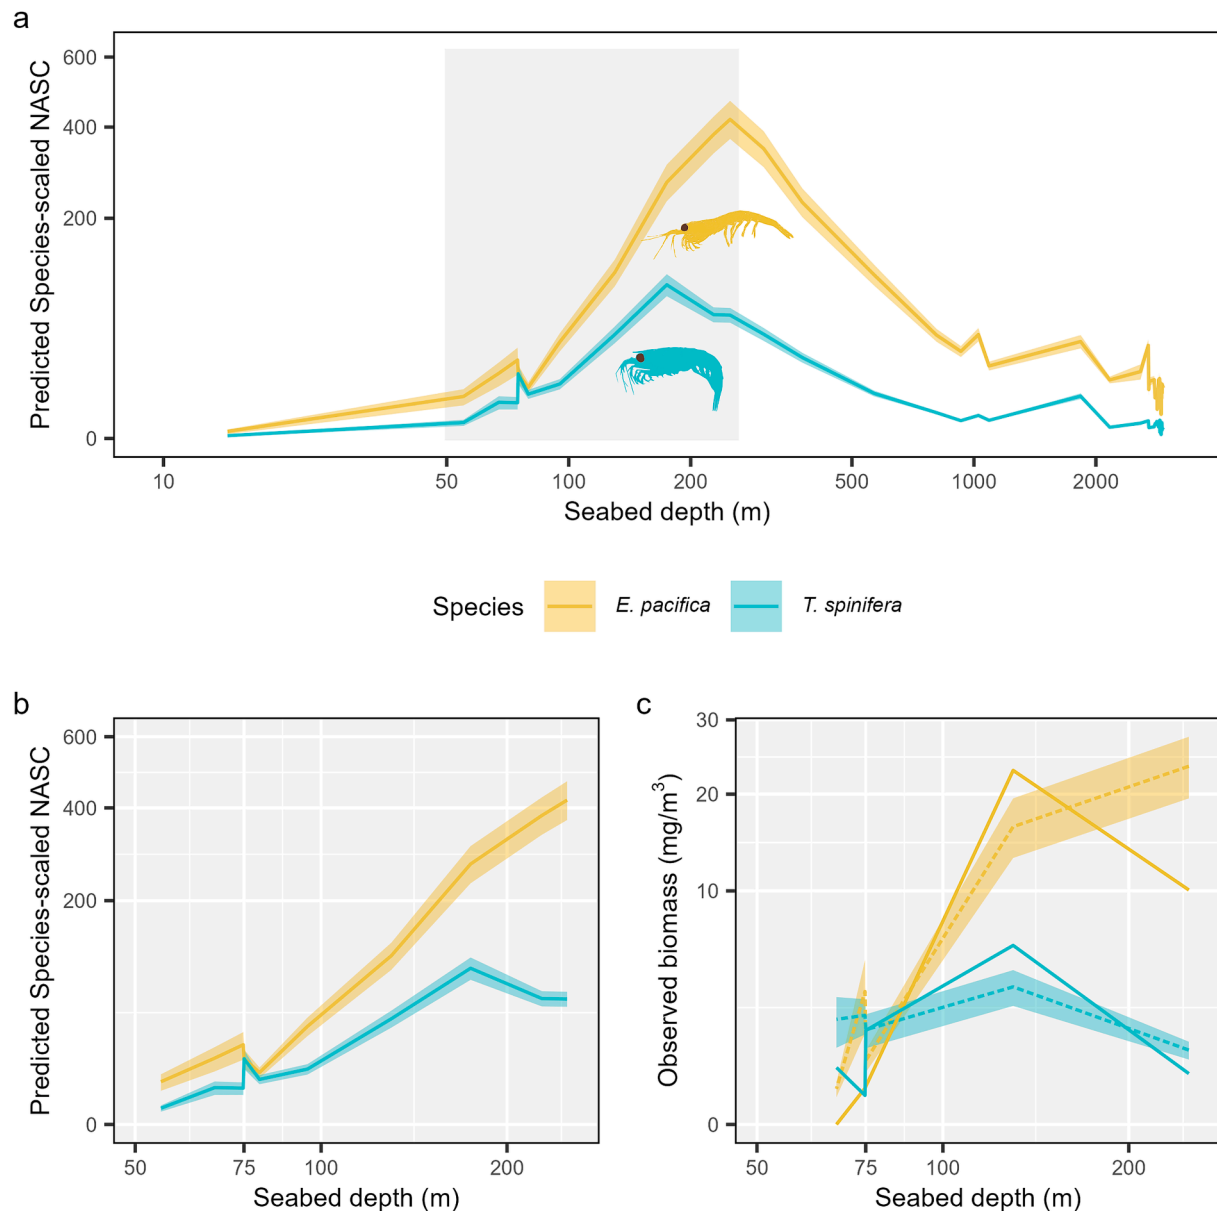 a
Predicted Species-scaled NASC
600
400
200
0
10
50
100
200
500
1000
2000
Seabed depth (m)
Species
E. pacifica
T. spinifera
b
Predicted Species-scaled NASC
600
400
200
0
50
75
100
200
Seabed depth (m)
c
Observed biomass (mg/m³)
30
20
10
0
50
75
100
200
Seabed depth (m)